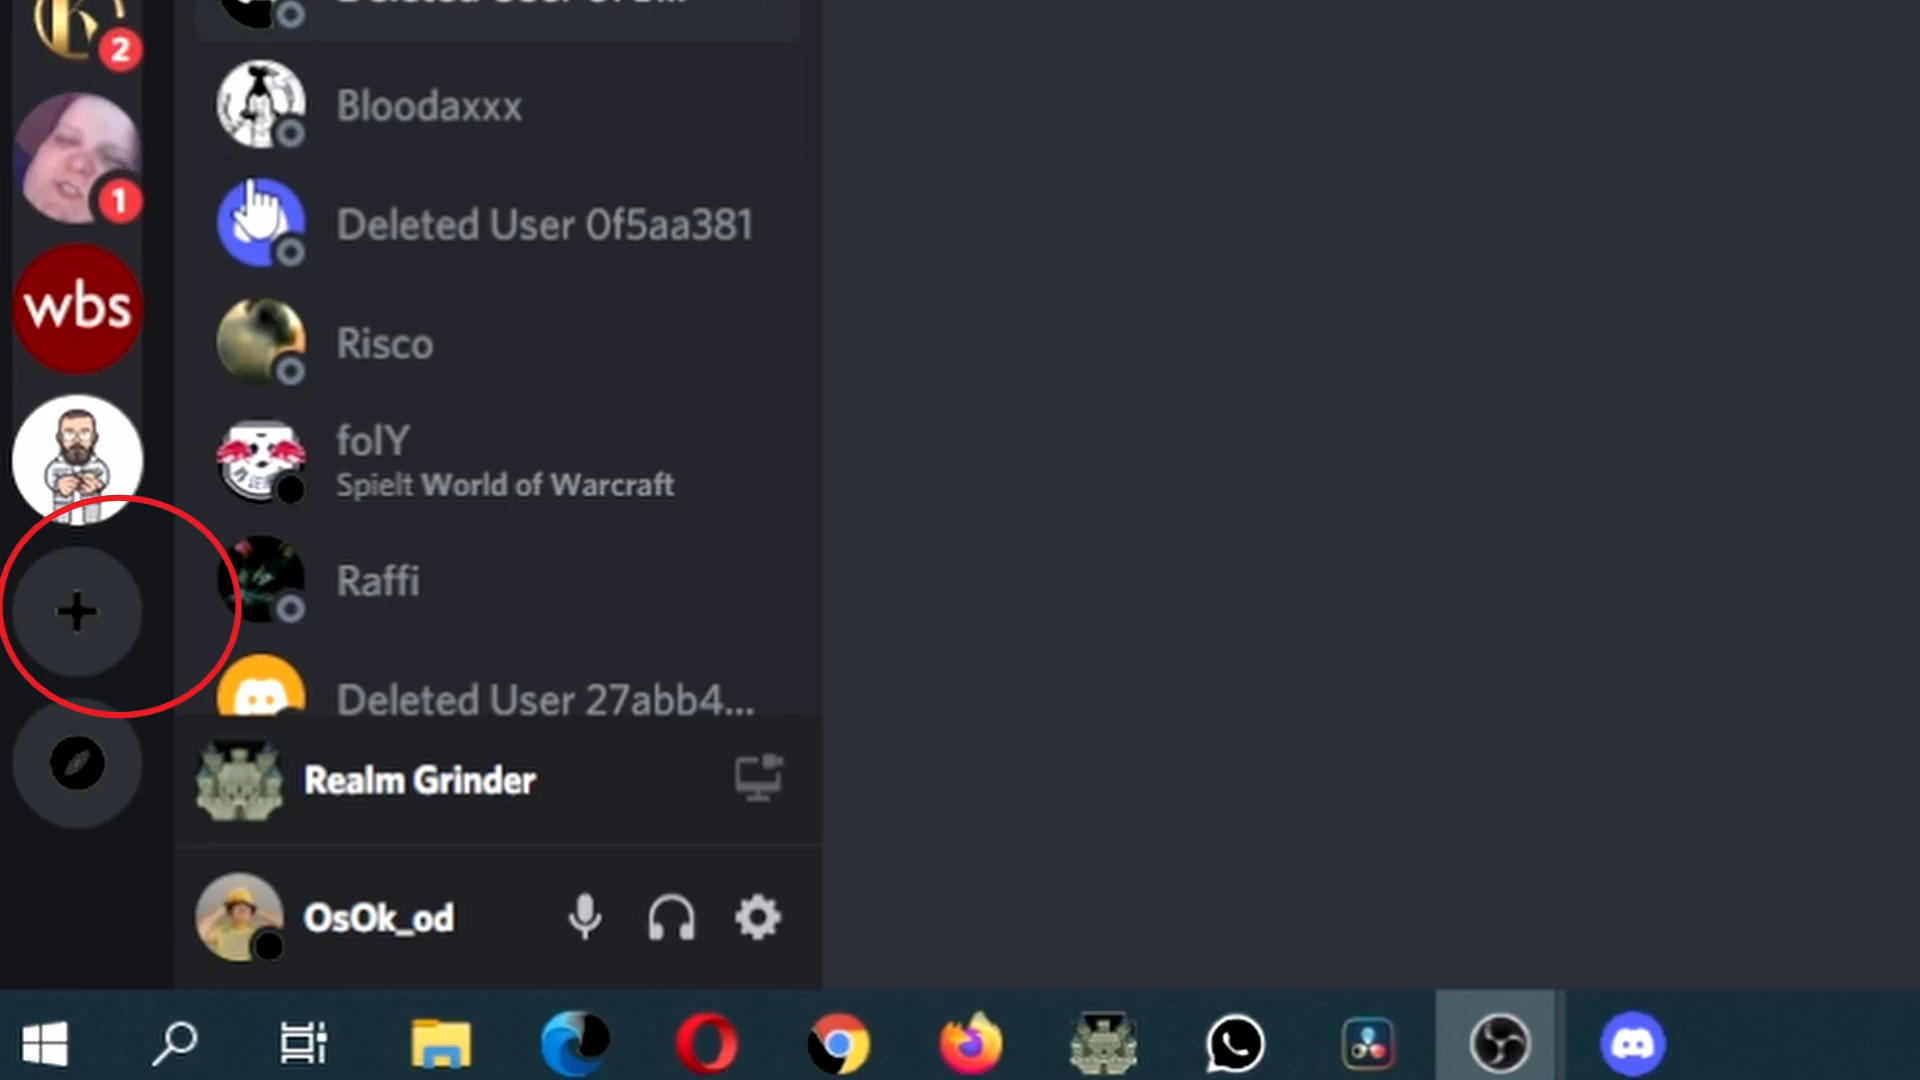 2
Bloodaxxx
1
Deleted User 0f5aa381
wbs
Risco
folY
Spielt World of Warcraft
Raffi
Deleted User 27abb4...
Realm Grinder
OsOk_od